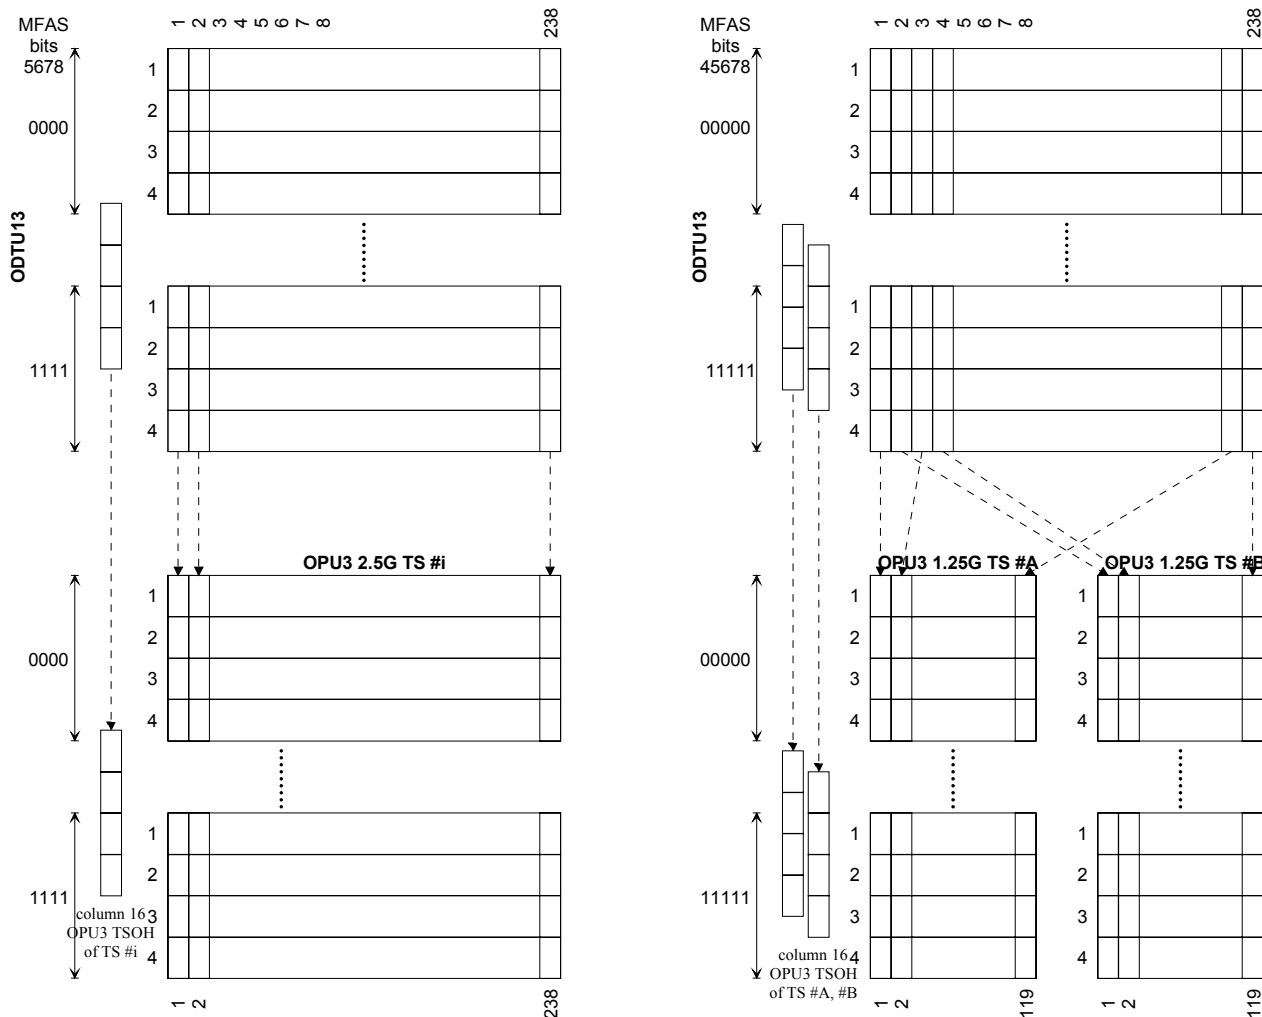 MFAS
bits
5678
1 2 3 4 5 6 7 8 238
0000
1
2
3
4
ODTU13
1111
1
2
3
4
OPU3 2.5G TS #i
0000
1
2
3
4
1111
1
2
3
4
column 16
OPU3 TSOH
of TS #i
1 2 238
MFAS
bits
45678
1 2 3 4 5 6 7 8 238
00000
1
2
3
4
ODTU13
11111
1
2
3
4
OPU3 1.25G TS #A OPU3 1.25G TS #B
00000
1 1
2 2
3 3
4 4
11111
1 1
2 2
3 3
4 4
column 16
OPU3 TSOH
of TS #A, #B
1 2 119 1 2 119